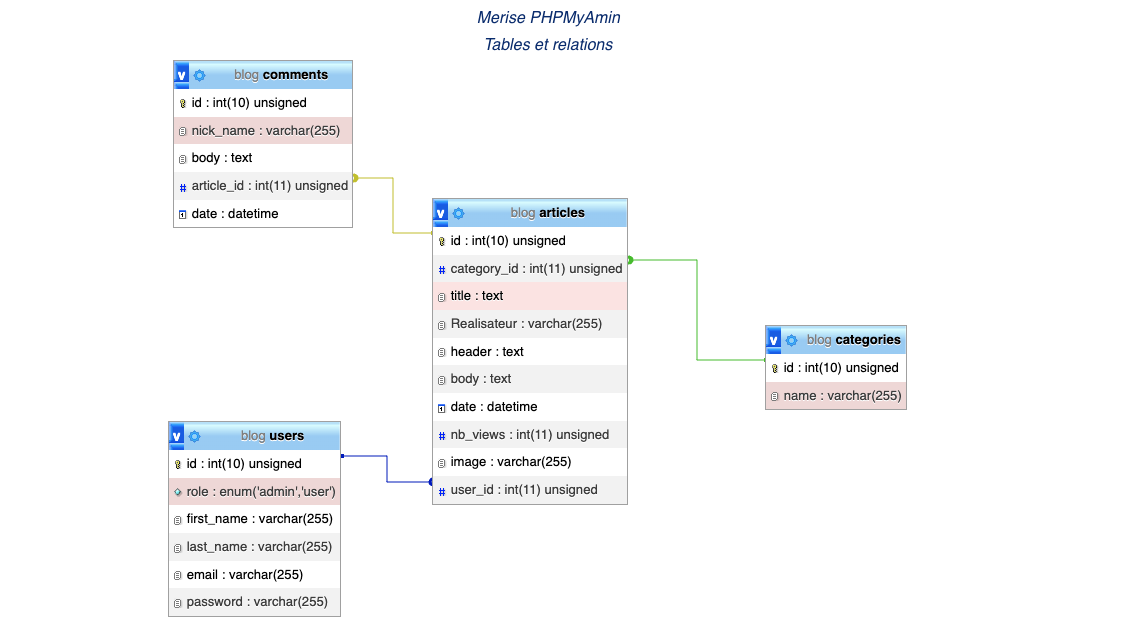 Merise PHPMyAmin
Tables et relations
v blog comments
id : int(10) unsigned
nick_name : varchar(255)
body : text
# article_id : int(11) unsigned
date : datetime
v blog articles
id : int(10) unsigned
# category_id : int(11) unsigned
title : text
Realisateur : varchar(255)
header : text
body : text
date : datetime
# nb_views : int(11) unsigned
image : varchar(255)
# user_id : int(11) unsigned
v blog categories
id : int(10) unsigned
name : varchar(255)
v blog users
id : int(10) unsigned
role : enum('admin','user')
first_name : varchar(255)
last_name : varchar(255)
email : varchar(255)
password : varchar(255)